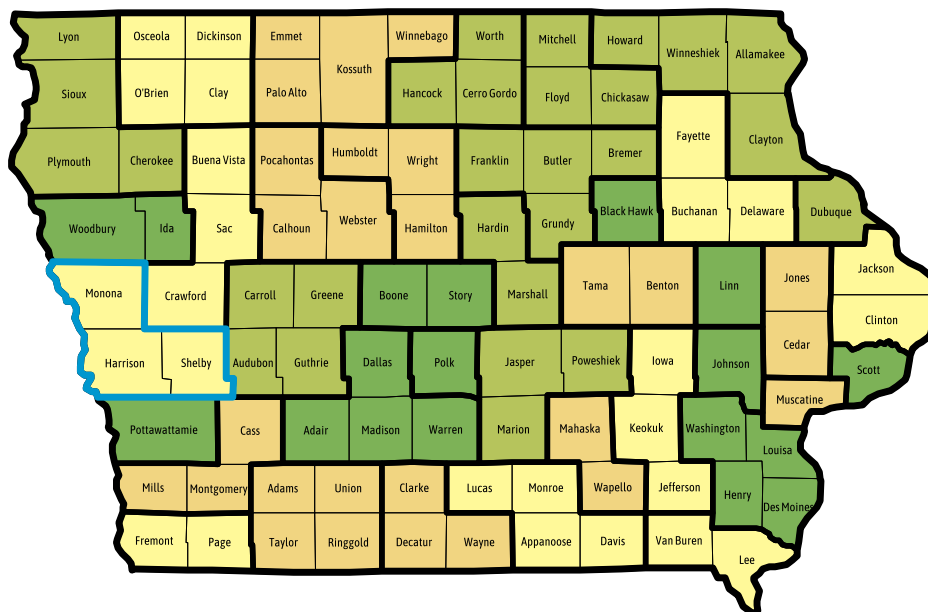 Lyon
Osceola
Dickinson
Emmet
Kossuth
Winnebago
Worth
Mitchell
Howard
Winneshiek
Allamakee
Sioux
O'Brien
Clay
Palo Alto
Hancock
Cerro Gordo
Floyd
Chickasaw
Plymouth
Cherokee
Buena Vista
Pocahontas
Humboldt
Wright
Franklin
Butler
Bremer
Fayette
Clayton
Woodbury
Ida
Sac
Calhoun
Webster
Hamilton
Hardin
Grundy
Black Hawk
Buchanan
Delaware
Dubuque
Monona
Crawford
Carroll
Greene
Boone
Story
Marshall
Tama
Benton
Linn
Jones
Jackson
Clinton
Harrison
Shelby
Audubon
Guthrie
Dallas
Polk
Jasper
Poweshiek
Iowa
Johnson
Cedar
Scott
Muscatine
Pottawattamie
Cass
Adair
Madison
Warren
Marion
Mahaska
Keokuk
Washington
Louisa
Mills
Montgomery
Adams
Union
Clarke
Lucas
Monroe
Wapello
Jefferson
Henry
Des Moines
Fremont
Page
Taylor
Ringgold
Decatur
Wayne
Appanoose
Davis
Van Buren
Lee